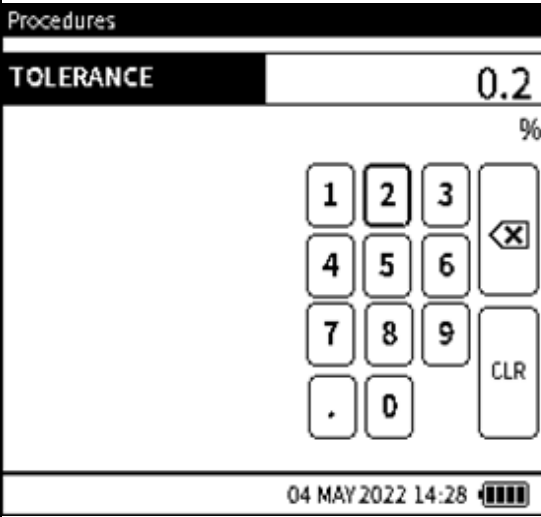 Procedures
TOLERANCE 0.2
%
1 2 3
4 5 6
7 8 9
CLR
. 0
04 MAY 2022 14:28